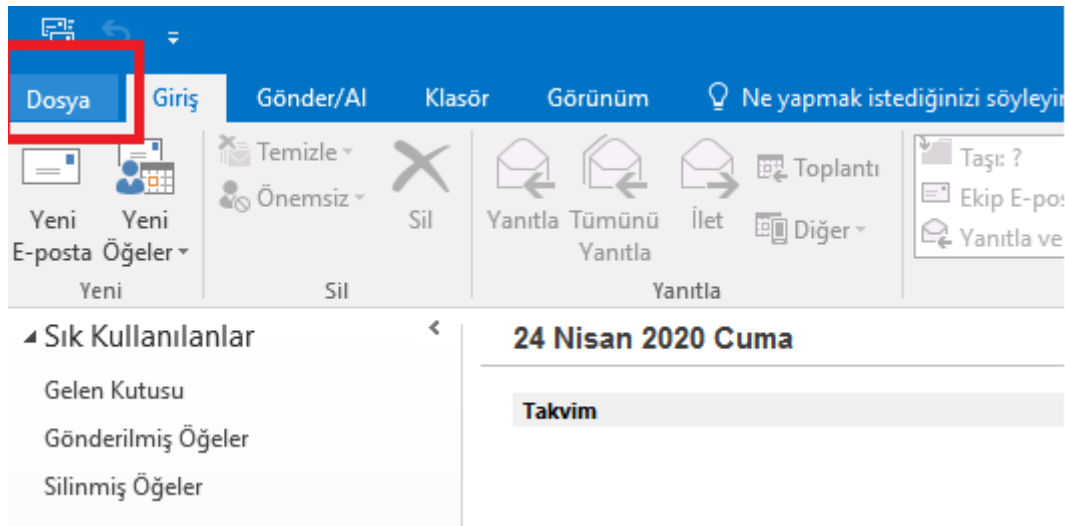 Dosya Giriş Gönder/Al Klasör Görünüm Ne yapmak istediğinizi söyleyin
Temizle
Önemsiz
Yeni E-posta
Yeni Öğeler
Sil
Yanıtla
Tümünü Yanıtla
İlet
Toplantı
Diğer
Taşı: ?
Ekip E-pos
Yanıtla ve
Yeni Sil Yanıtla
Sık Kullanılanlar
Gelen Kutusu
Gönderilmiş Öğeler
Silinmiş Öğeler
24 Nisan 2020 Cuma
Takvim